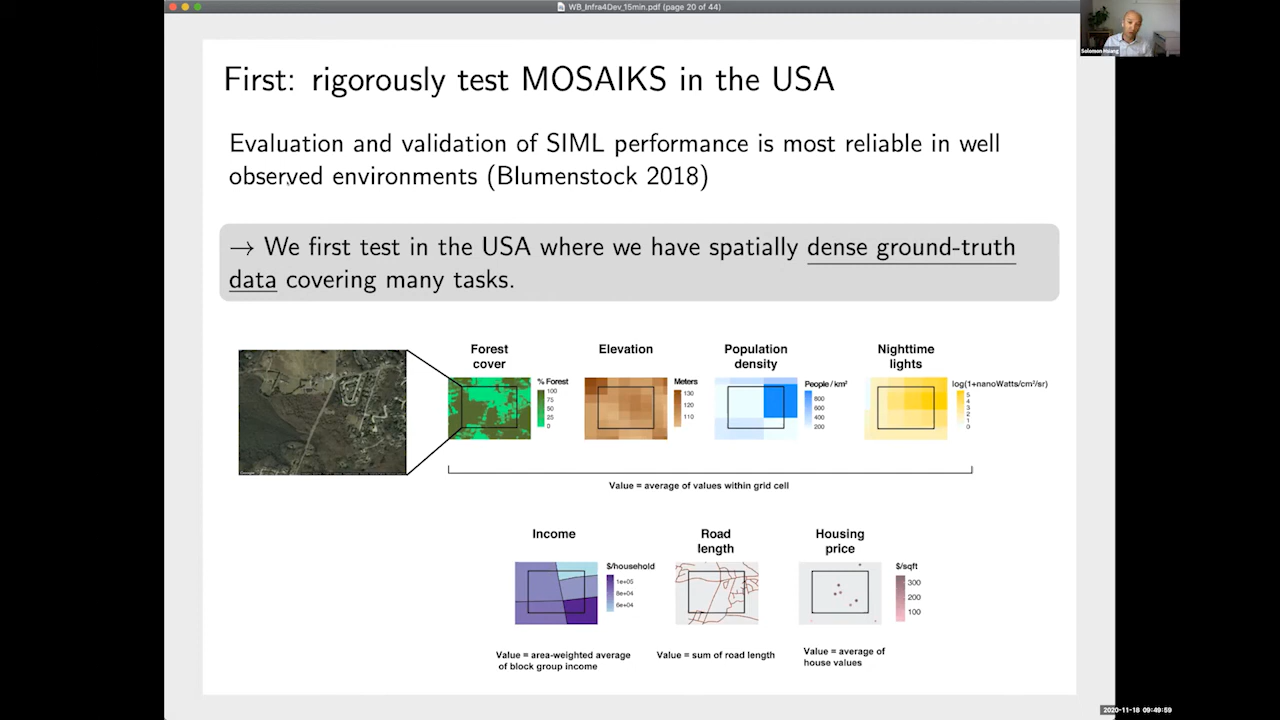 WB_Infra4Dev_15min.pdf (page 20 of 44)
Solomon Hsiang
First: rigorously test MOSAIKS in the USA
Evaluation and validation of SIML performance is most reliable in well
observed environments (Blumenstock 2018)
→ We first test in the USA where we have spatially dense ground-truth
data covering many tasks.
Forest
cover
% Forest
100
75
50
25
0
Elevation
Meters
130
120
110
Population
density
People / km²
800
600
400
200
Nighttime
lights
log(1+nanoWatts/cm²/sr)
5
4
3
2
1
0
Value = average of values within grid cell
Income
$/household
1e+05
8e+04
6e+04
Value = area-weighted average
of block group income
Road
length
Value = sum of road length
Housing
price
$/sqft
300
200
100
Value = average of
house values
2020-11-18 09:49:59